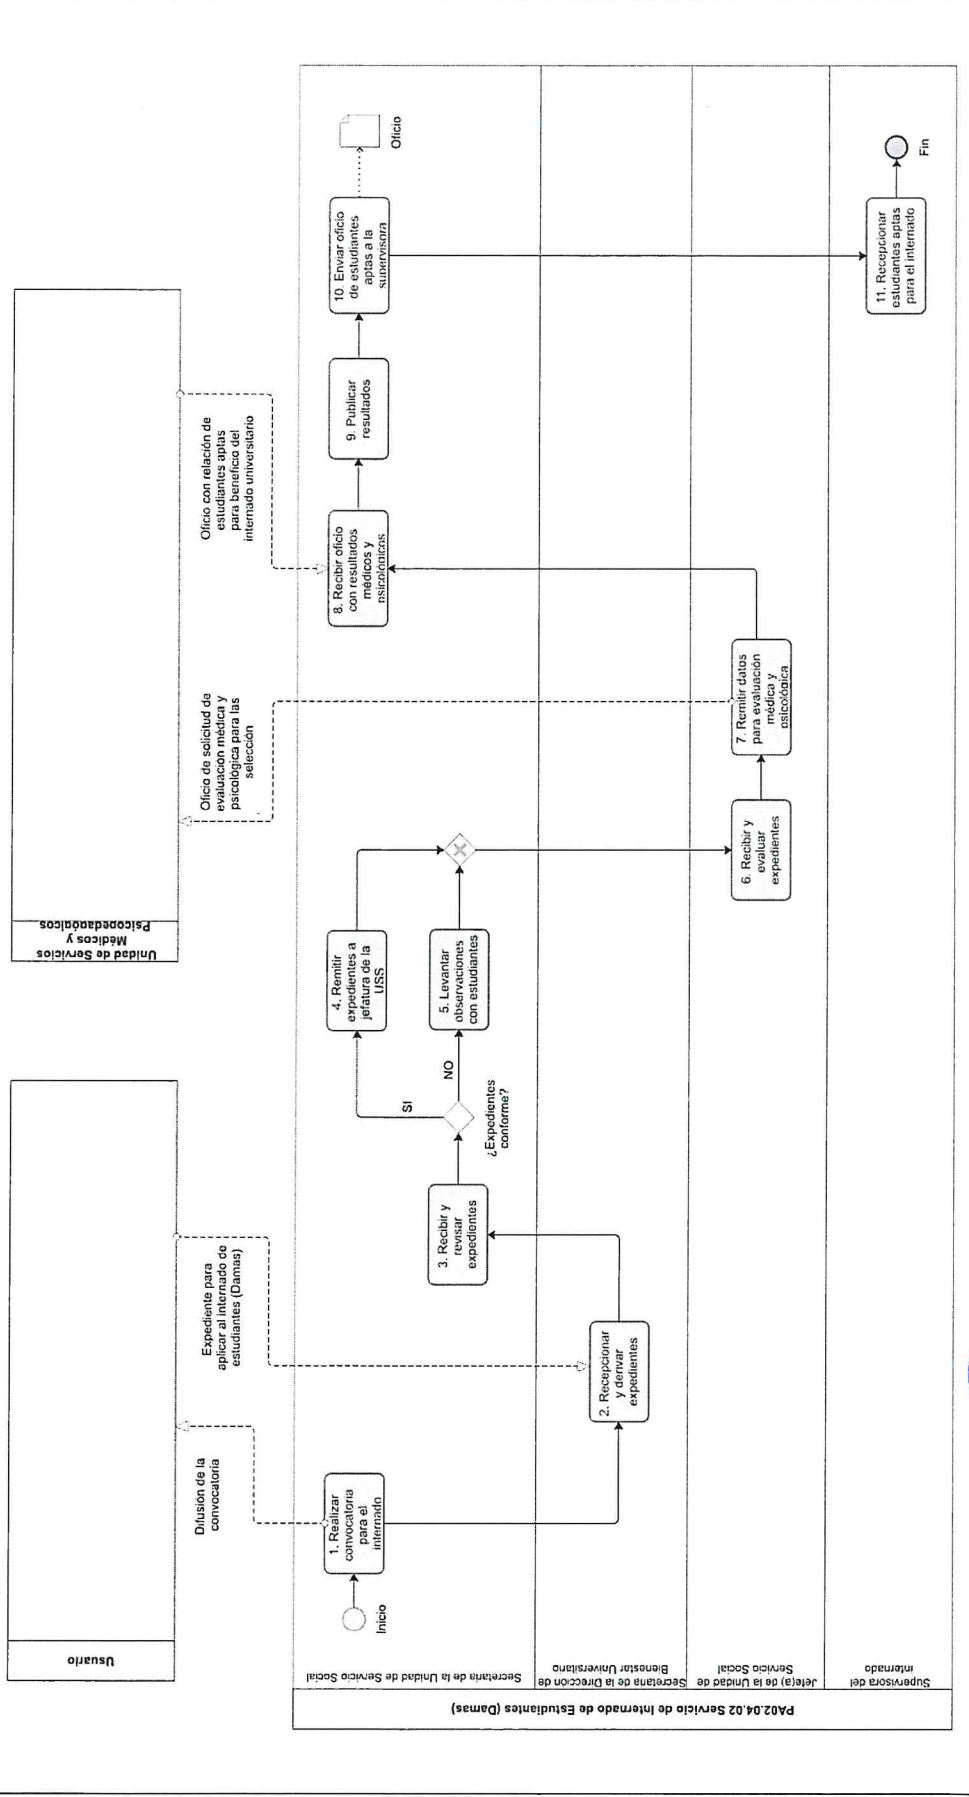 Usuario
Unidad de Servicios
Médicos y
Psicopedagógicos
Difusión de la
convocatoria
Expediente para
aplicar al internado de
estudiantes (Damas)
Oficio de solicitud de
evaluación médica y
psicológica para las
selección
Oficio con relación de
estudiantes aptas
para beneficio del
internado universitario
PA02.04.02 Servicio de Internado de Estudiantes (Damas)
Secretaria de la Unidad de Servicio Social
Inicio
1. Realizar
convocatoria
para el
internado
3. Recibir y
revisar
expedientes
¿Expedientes
conforme?
SI
NO
4. Remitir
expedientes a
jefatura de la
USS
5. Levantar
observaciones
con estudiantes
8. Recibir oficio
con resultados
médicos y
psicológicos
9. Publicar
resultados
10. Enviar oficio
de estudiantes
aptas a la
supervisora
Oficio
Secretaria de la Dirección de
Bienestar Universitario
2. Recepcionar
y derivar
expedientes
Jefe(a) de la Unidad de
Servicio Social
6. Recibir y
evaluar
expedientes
7. Remitir datos
para evaluación
médica y
psicológica
Supervisora del
internado
11. Recepcionar
estudiantes aptas
para el internado
Fin